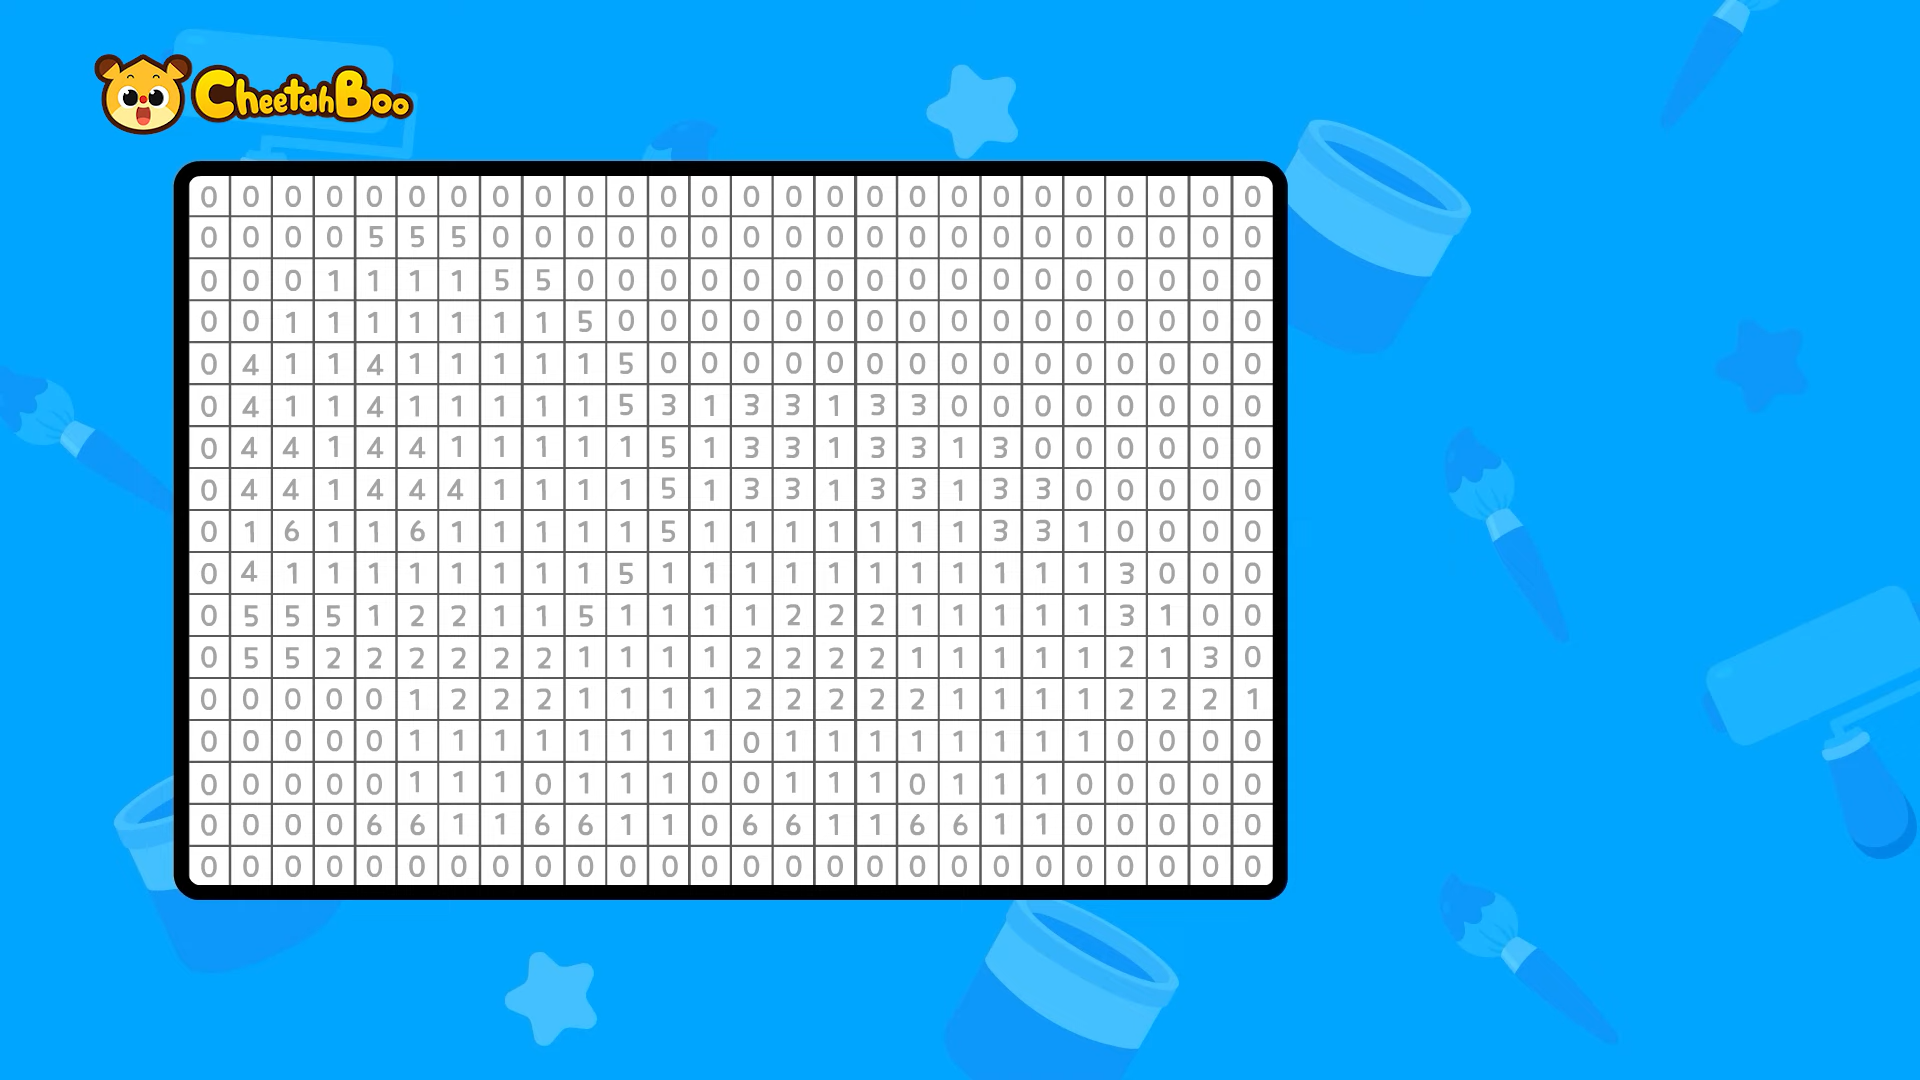 CheetahBoo
0 0 0 0 0 0 0 0 0 0 0 0 0 0 0 0 0 0 0 0 0 0 0 0 0 0
0 0 0 0 5 5 5 0 0 0 0 0 0 0 0 0 0 0 0 0 0 0 0 0 0 0
0 0 0 1 1 1 1 5 5 0 0 0 0 0 0 0 0 0 0 0 0 0 0 0 0 0
0 0 1 1 1 1 1 1 1 5 0 0 0 0 0 0 0 0 0 0 0 0 0 0 0 0
0 4 1 1 4 1 1 1 1 1 5 0 0 0 0 0 0 0 0 0 0 0 0 0 0 0
0 4 1 1 4 1 1 1 1 1 5 3 1 3 3 1 3 3 0 0 0 0 0 0 0 0
0 4 4 1 4 4 1 1 1 1 1 5 1 3 3 1 3 3 1 3 0 0 0 0 0 0
0 4 4 1 4 4 4 1 1 1 1 5 1 3 3 1 3 3 1 3 3 0 0 0 0 0
0 1 6 1 1 6 1 1 1 1 1 5 1 1 1 1 1 1 1 3 3 1 0 0 0 0
0 4 1 1 1 1 1 1 1 1 5 1 1 1 1 1 1 1 1 1 1 1 3 0 0 0
0 5 5 5 1 2 2 1 1 5 1 1 1 1 2 2 2 1 1 1 1 1 3 1 0 0
0 5 5 2 2 2 2 2 2 1 1 1 1 2 2 2 2 1 1 1 1 1 2 1 3 0
0 0 0 0 0 1 2 2 2 1 1 1 1 2 2 2 2 2 1 1 1 1 2 2 2 1
0 0 0 0 0 1 1 1 1 1 1 1 1 0 1 1 1 1 1 1 1 1 0 0 0 0
0 0 0 0 0 1 1 1 0 1 1 1 0 0 1 1 1 0 1 1 1 0 0 0 0 0
0 0 0 0 6 6 1 1 6 6 1 1 0 6 6 1 1 6 6 1 1 0 0 0 0 0
0 0 0 0 0 0 0 0 0 0 0 0 0 0 0 0 0 0 0 0 0 0 0 0 0 0